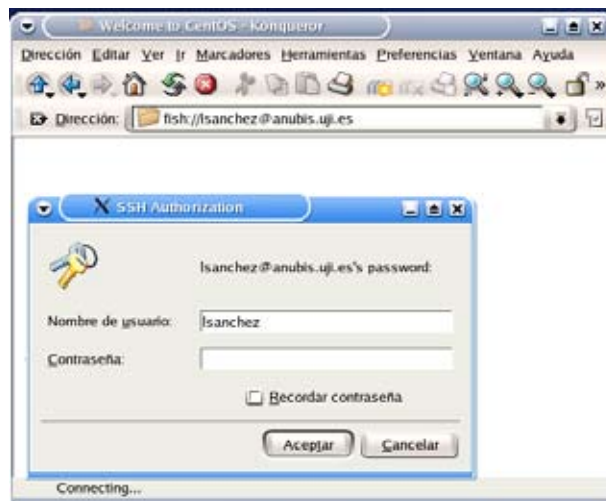 Welcome to CentOS - Konqueror
Dirección Editar Ver Ir Marcadores Herramientas Preferencias Ventana Ayuda
»
Dirección: fish://lsanchez@anubis.uji.es
X SSH Authorization
lsanchez@anubis.uji.es's password:
Nombre de usuario: lsanchez
Contraseña:
Recordar contraseña
Aceptar Cancelar
Connecting...